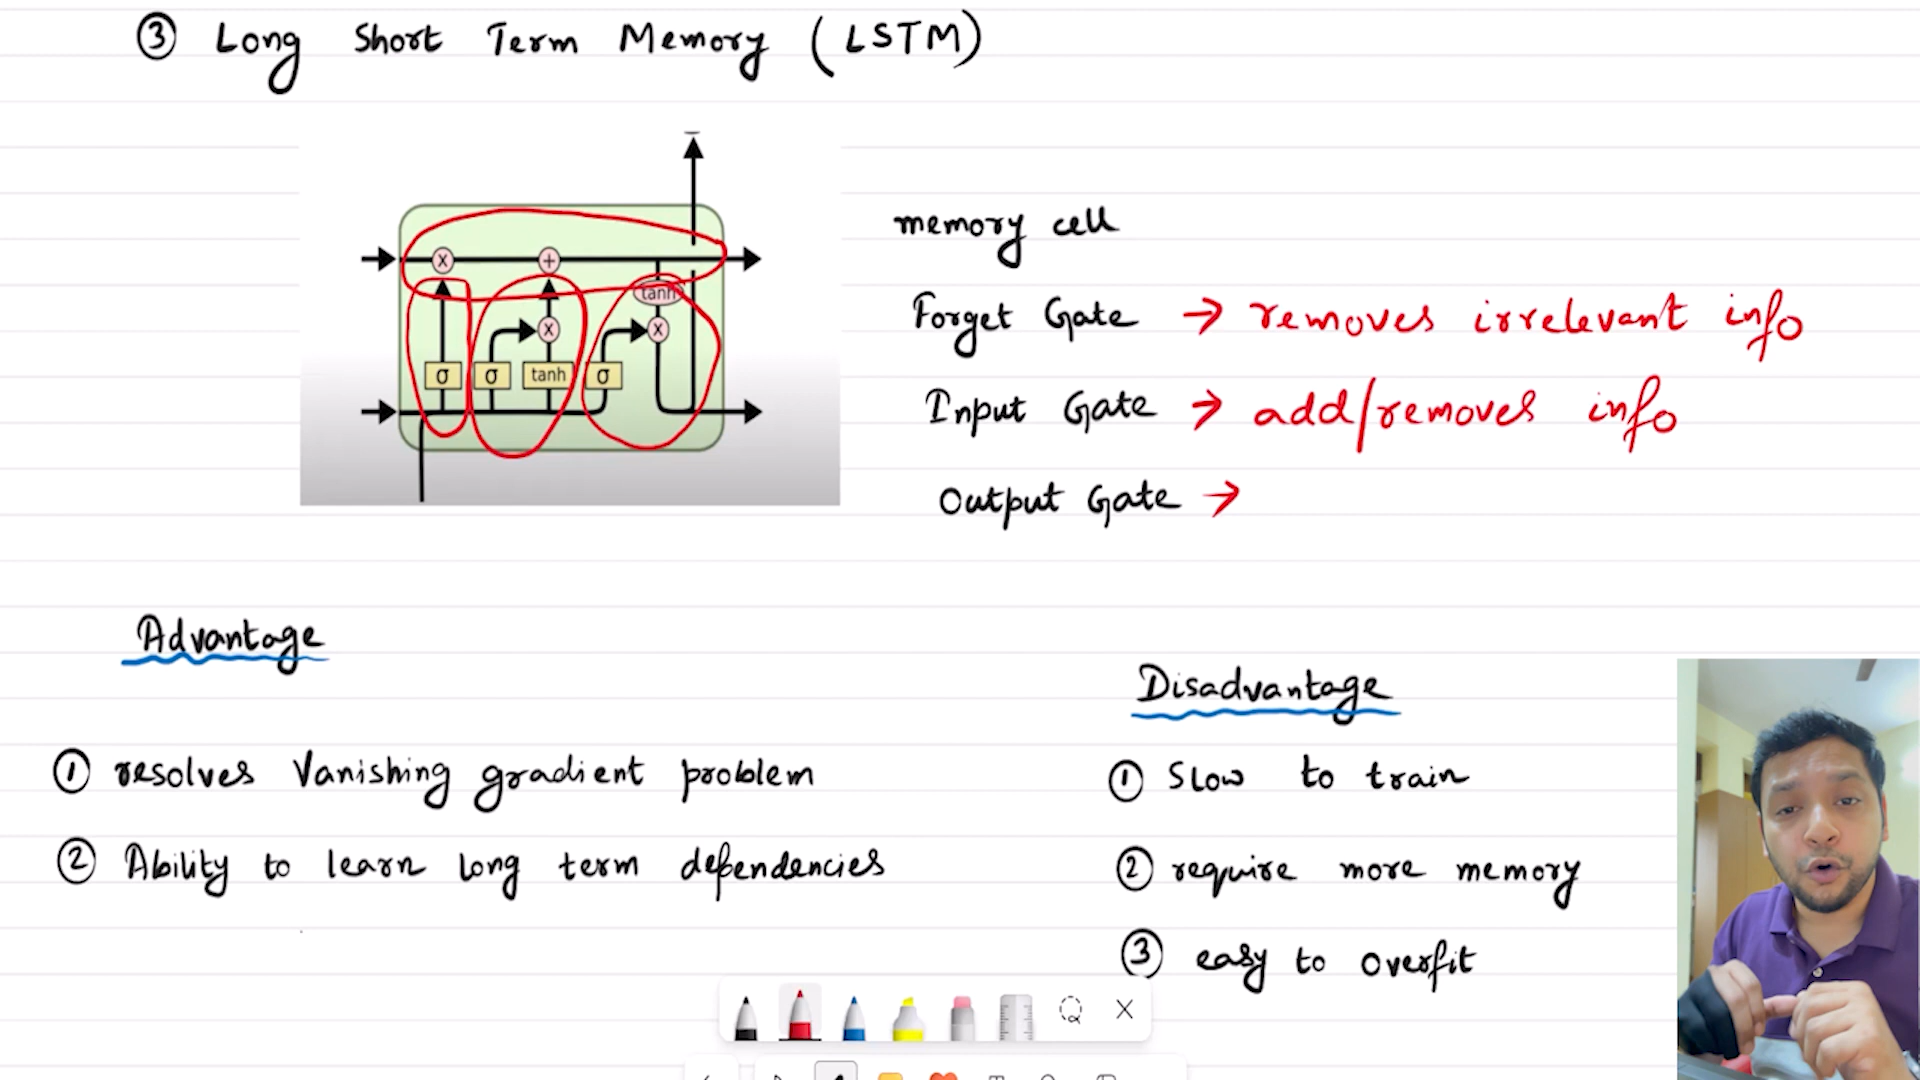 ③ Long Short Term Memory (LSTM)
x
+
tanh
x
x
σ
σ
tanh
σ
memory cell
Forget Gate → removes irrelevant info
Input Gate → add/removes info
Output Gate →
Advantage
① resolves Vanishing gradient problem
② Ability to learn long term dependencies
Disadvantage
① Slow to train
② require more memory
③ easy to overfit